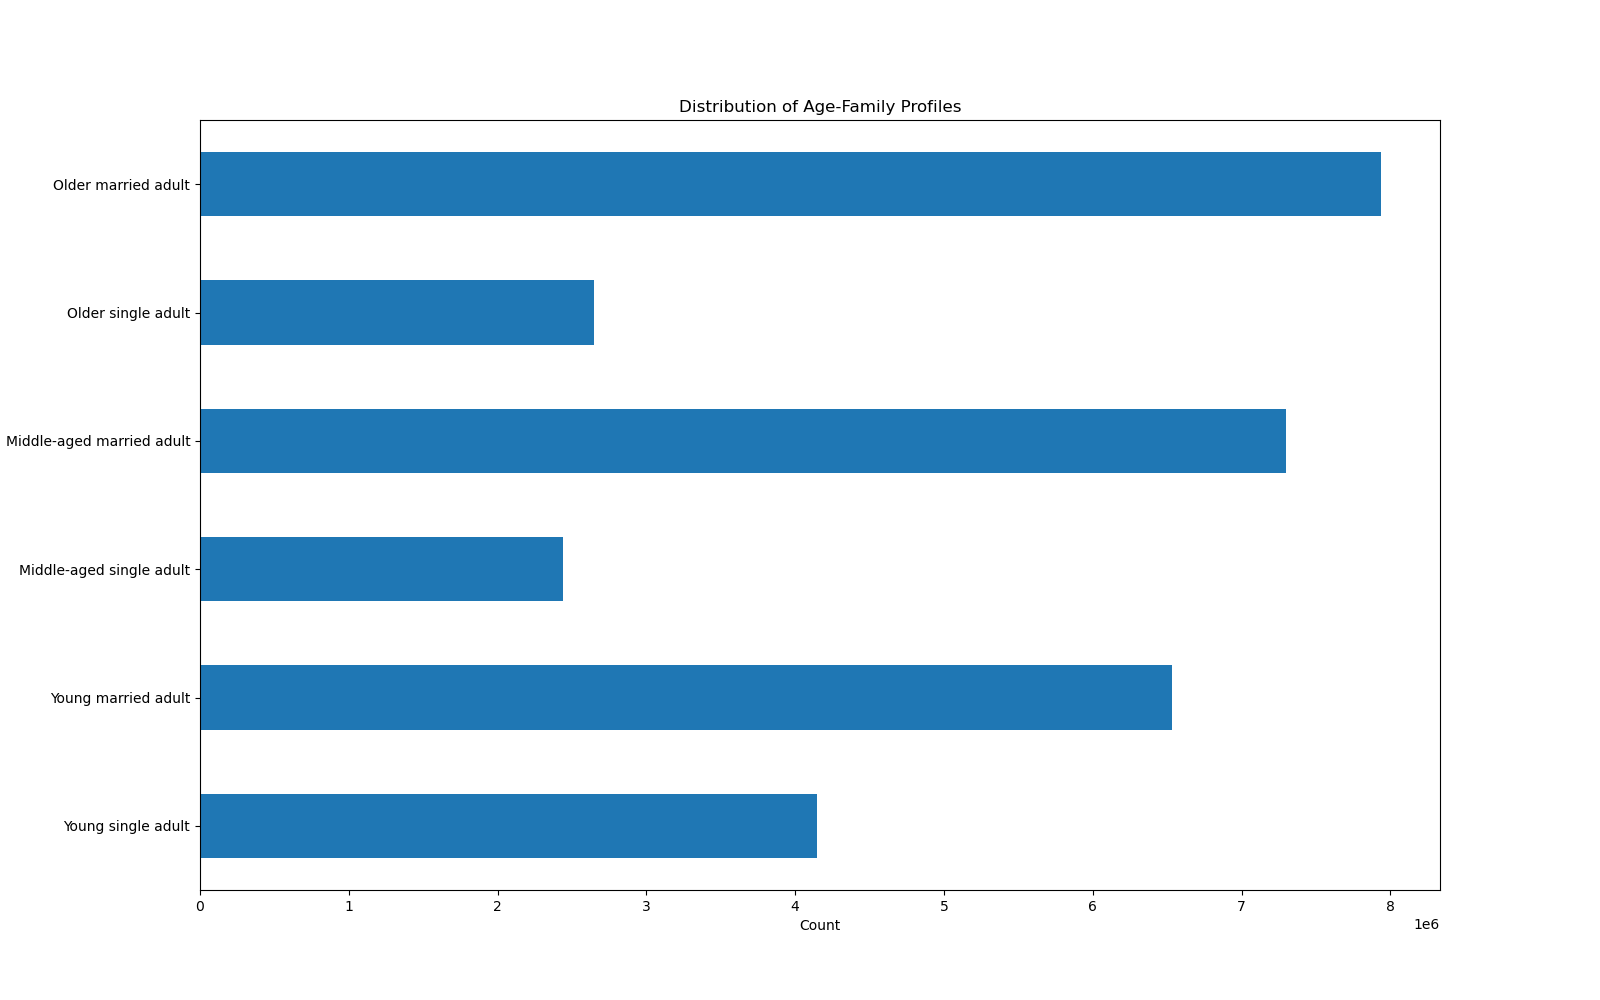 Distribution of Age-Family Profiles
Older married adult
Older single adult
Middle-aged married adult
Middle-aged single adult
Young married adult
Young single adult
0 1 2 3 4 5 6 7 8
Count
1e6